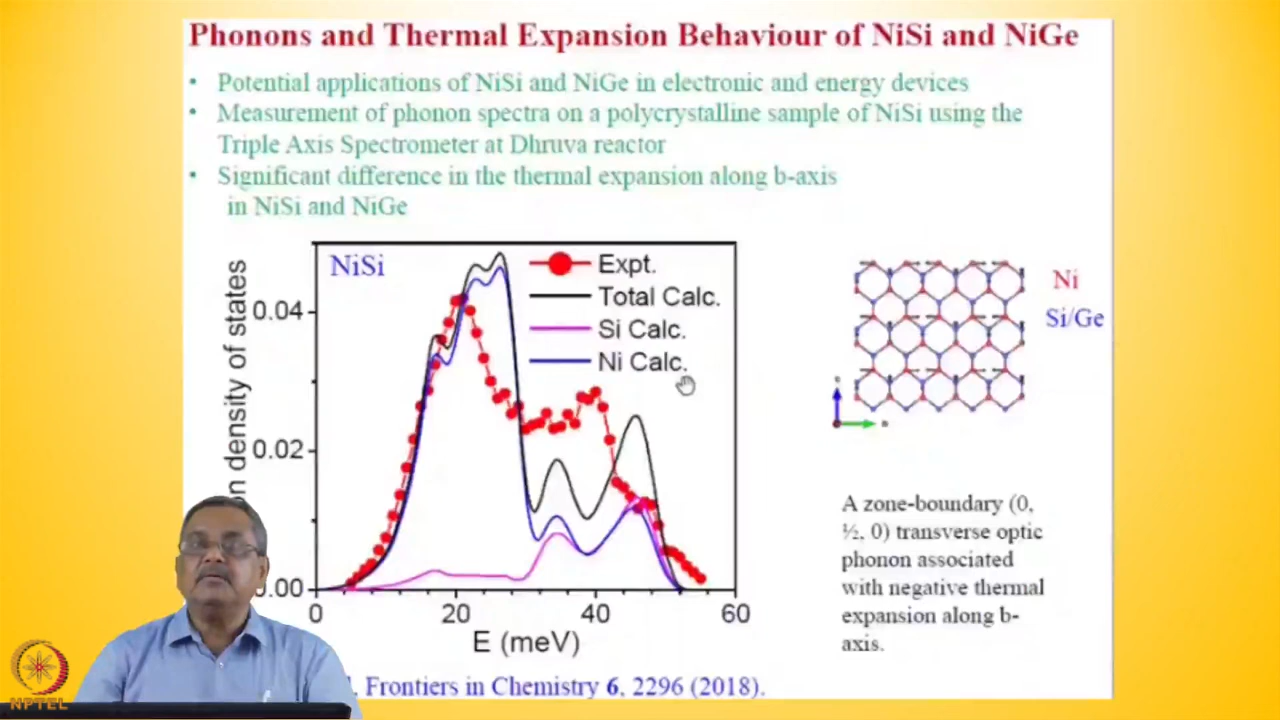 Phonons and Thermal Expansion Behaviour of NiSi and NiGe
• Potential applications of NiSi and NiGe in electronic and energy devices
• Measurement of phonon spectra on a polycrystalline sample of NiSi using the
Triple Axis Spectrometer at Dhruva reactor
• Significant difference in the thermal expansion along b-axis
in NiSi and NiGe
NiSi
Expt.
Total Calc.
Si Calc.
Ni Calc.
density of states
0.04
0.02
0.00
0
20
40
60
E (meV)
Ni
Si/Ge
A zone-boundary (0,
½, 0) transverse optic
phonon associated
with negative thermal
expansion along b-
axis.
Frontiers in Chemistry 6, 2296 (2018).
NPTEL